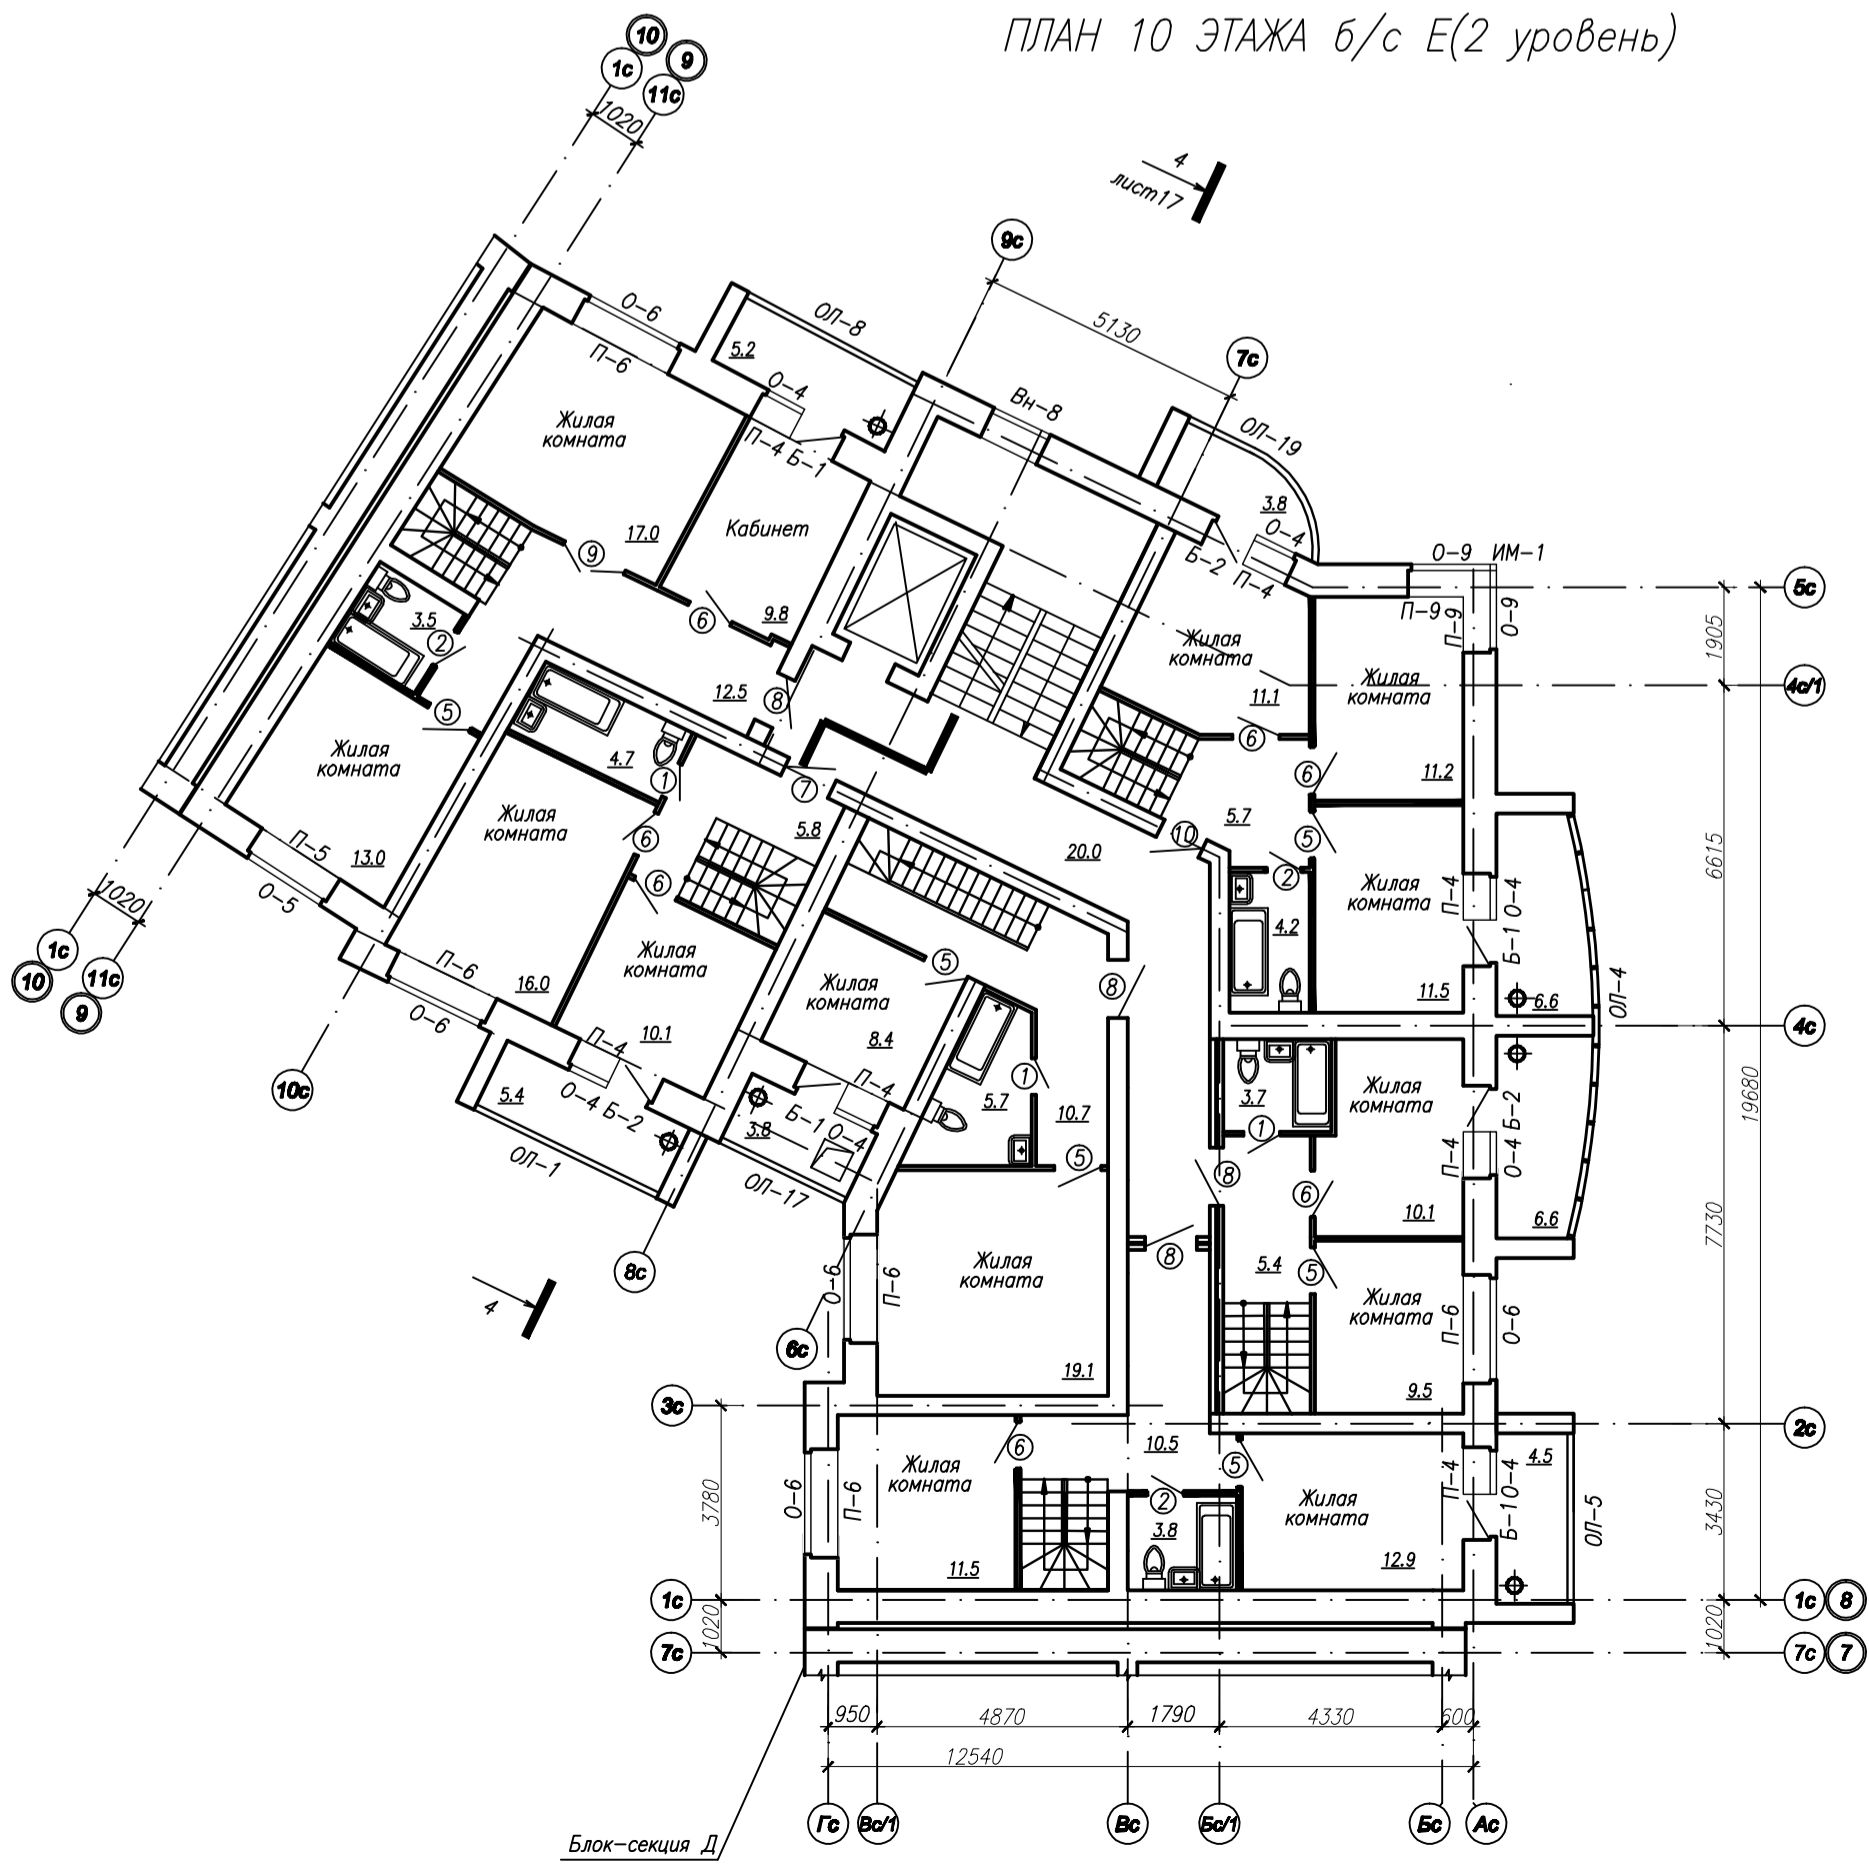 ПЛАН 10 ЭТАЖА б/с Е(2 уровень)
10
1с
9
11с
1020
4
лист17
9с
5130
7с
О-6
П-6
ОЛ-8
5.2
О-4
П-4 Б-1
Вн-8
ОЛ-19
3.8
О-4
Б-2
П-4
О-9 ИМ-1
П-9
П-9
О-9
5с
1905
4с/1
Жилая
комната
17.0
9
Кабинет
9.8
6
3.5
2
5
12.5
8
Жилая
комната
11.1
6
Жилая
комната
11.2
6
5.7
5
10
20.0
4.7
1
7
5.8
Жилая
комната
13.0
П-5
О-5
1020
1с
10
11с
9
Жилая
комната
16.0
6
6
П-6
О-6
10с
Жилая
комната
10.1
П-4
О-4 Б-2
5.4
ОЛ-1
8с
Жилая
комната
8.4
5
П-4
Б-1
О-4
3.8
ОЛ-17
6с
4
5.7
1
10.7
5
8
2
4.2
Жилая
комната
11.5
П-4
Б-1 О-4
6.6
ОЛ-4
6615
4с
19680
3.7
1
8
Жилая
комната
10.1
П-4
О-4 Б-2
6.6
6
8
5.4
5
7730
Жилая
комната
9.5
П-6
О-6
2с
Жилая
комната
19.1
О-6
П-6
3с
3780
О-6
П-6
Жилая
комната
11.5
6
10.5
5
2
3.8
Жилая
комната
12.9
П-4
Б-1 О-4
4.5
ОЛ-5
3430
1с
1020
7с
1с
8
1020
7с
7
950
4870
1790
4330
600
12540
Гс
Вс/1
Вс
Бс/1
Бс
Ас
Блок-секция Д